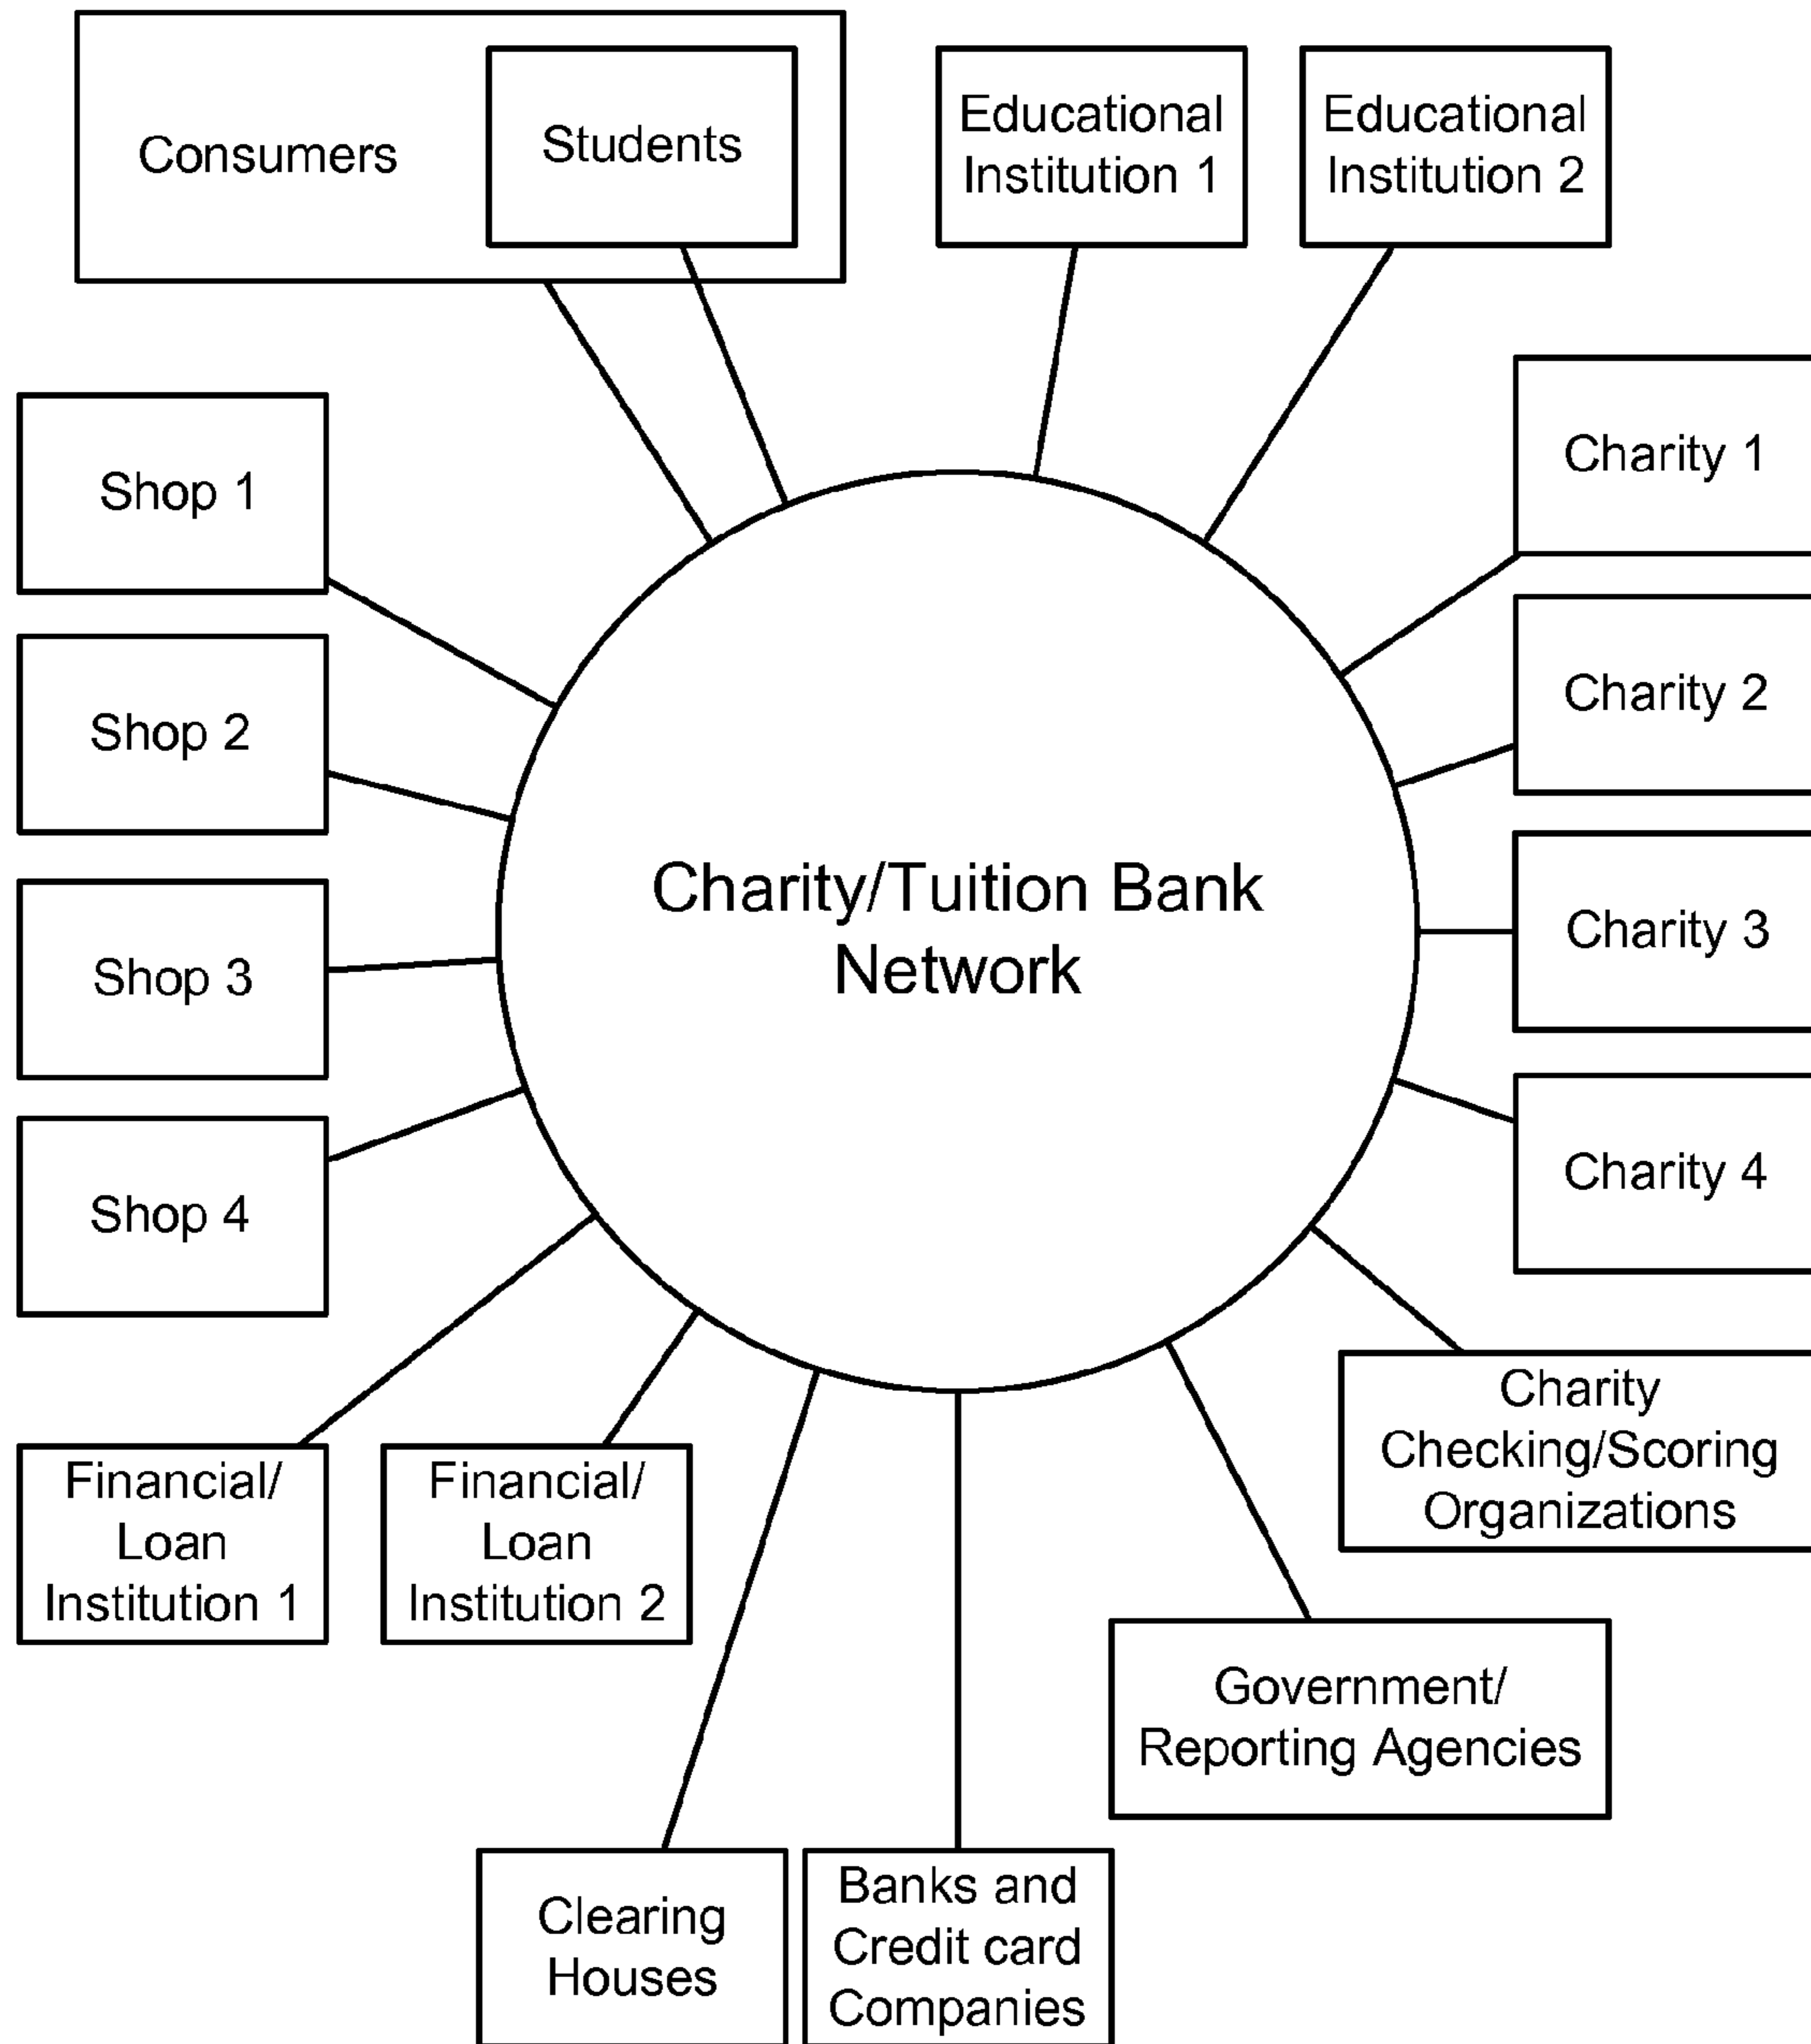 Consumers
Students
Educational
Institution 1
Educational
Institution 2
Shop 1
Shop 2
Shop 3
Shop 4
Charity/Tuition Bank
Network
Charity 1
Charity 2
Charity 3
Charity 4
Financial/
Loan
Institution 1
Financial/
Loan
Institution 2
Charity
Checking/Scoring
Organizations
Government/
Reporting Agencies
Clearing
Houses
Banks and
Credit card
Companies